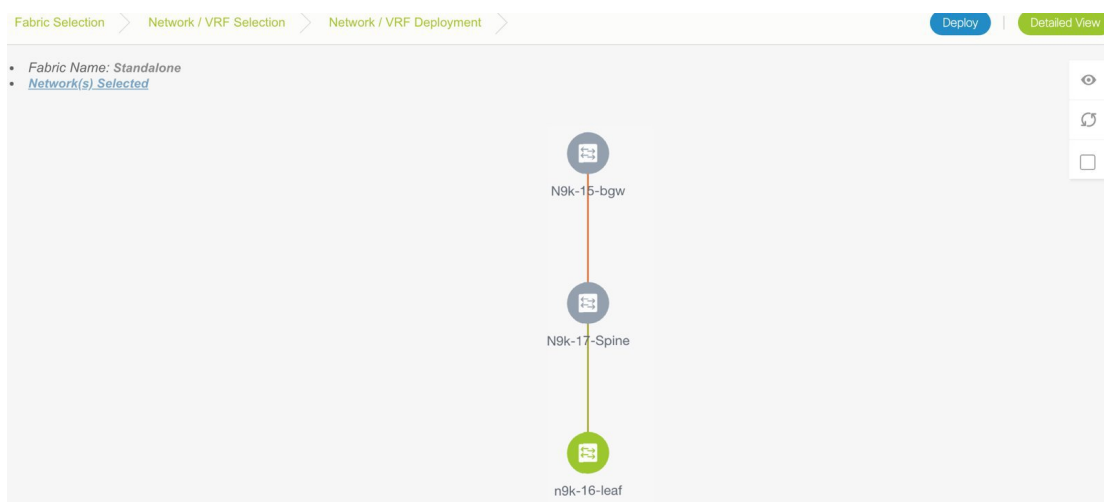 Fabric Selection Network / VRF Selection Network / VRF Deployment Deploy Detailed View
• Fabric Name: Standalone
• Network(s) Selected
N9k-15-bgw
N9k-17-Spine
n9k-16-leaf